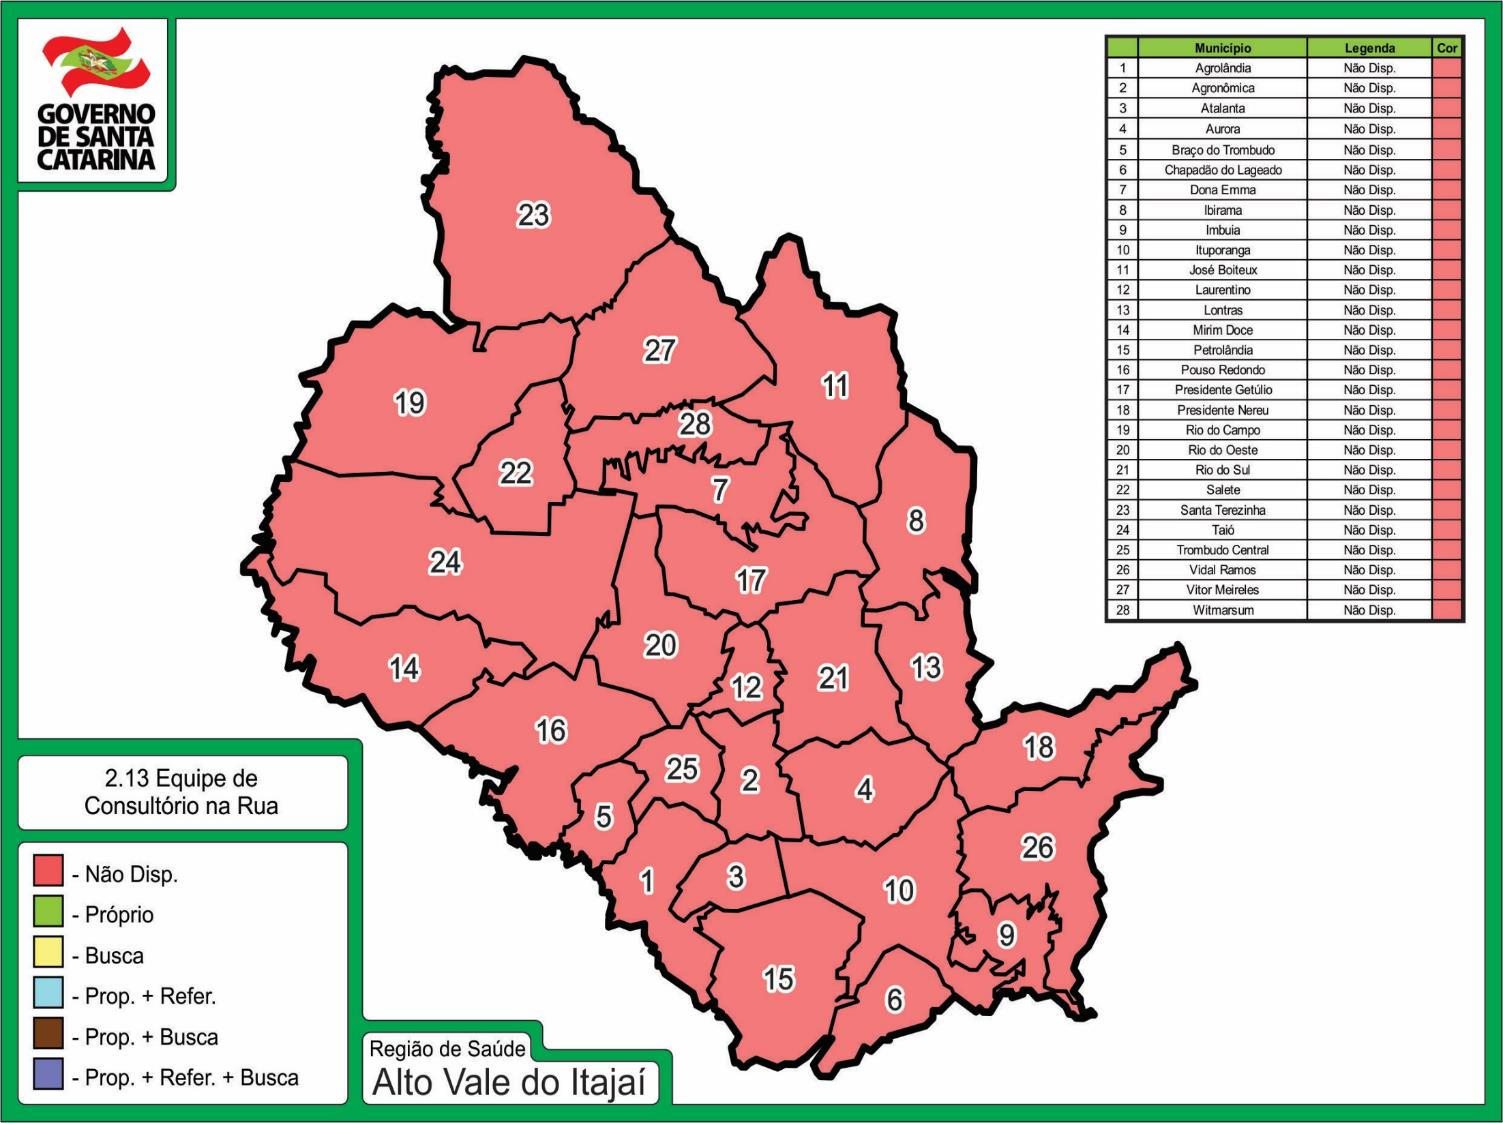 GOVERNO
DE SANTA
CATARINA
Município Legenda Cor
1 Agrolândia Não Disp.
2 Agronômica Não Disp.
3 Atalanta Não Disp.
4 Aurora Não Disp.
5 Braço do Trombudo Não Disp.
6 Chapadão do Lageado Não Disp.
7 Dona Emma Não Disp.
8 Ibirama Não Disp.
9 Imbuia Não Disp.
10 Ituporanga Não Disp.
11 José Boiteux Não Disp.
12 Laurentino Não Disp.
13 Lontras Não Disp.
14 Mirim Doce Não Disp.
15 Petrolândia Não Disp.
16 Pouso Redondo Não Disp.
17 Presidente Getúlio Não Disp.
18 Presidente Nereu Não Disp.
19 Rio do Campo Não Disp.
20 Rio do Oeste Não Disp.
21 Rio do Sul Não Disp.
22 Salete Não Disp.
23 Santa Terezinha Não Disp.
24 Taió Não Disp.
25 Trombudo Central Não Disp.
26 Vidal Ramos Não Disp.
27 Vitor Meireles Não Disp.
28 Witmarsum Não Disp.
23
27
11
19
28
22
7
8
24
17
20
14
12
21
13
16
18
25
2
4
5
26
1
3
10
9
15
6
2.13 Equipe de
Consultório na Rua
- Não Disp.
- Próprio
- Busca
- Prop. + Refer.
- Prop. + Busca
- Prop. + Refer. + Busca
Região de Saúde
Alto Vale do Itajaí